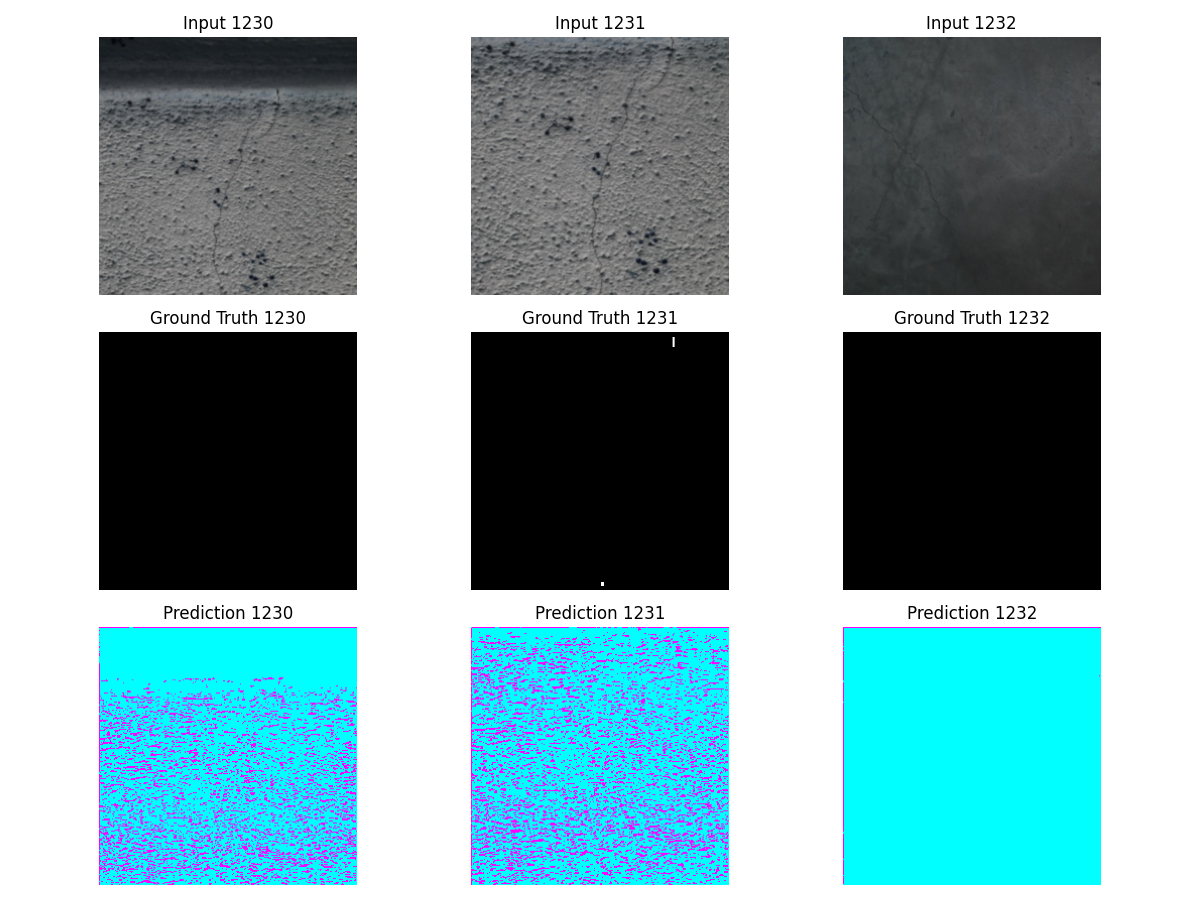 Input 1230
Input 1231
Input 1232
Ground Truth 1230
Ground Truth 1231
Ground Truth 1232
Prediction 1230
Prediction 1231
Prediction 1232